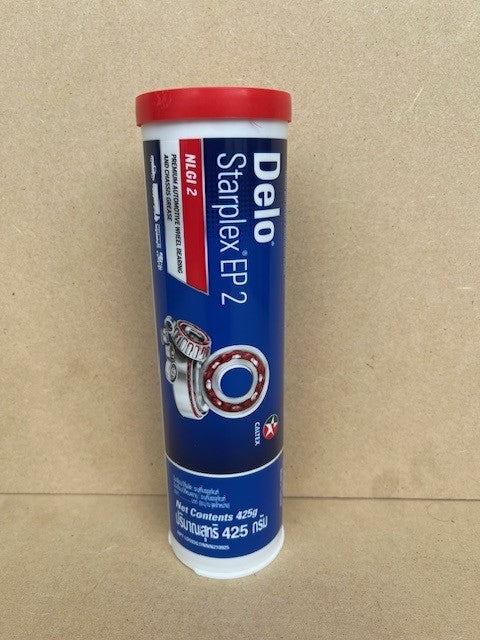 Delo®
Starplex® EP 2
NLGI 2
PREMIUM AUTOMOTIVE WHEEL BEARING
AND CHASSIS GREASE
CALTEX
Net Contents 425g
ปริมาณสุทธิ 425 กรัม